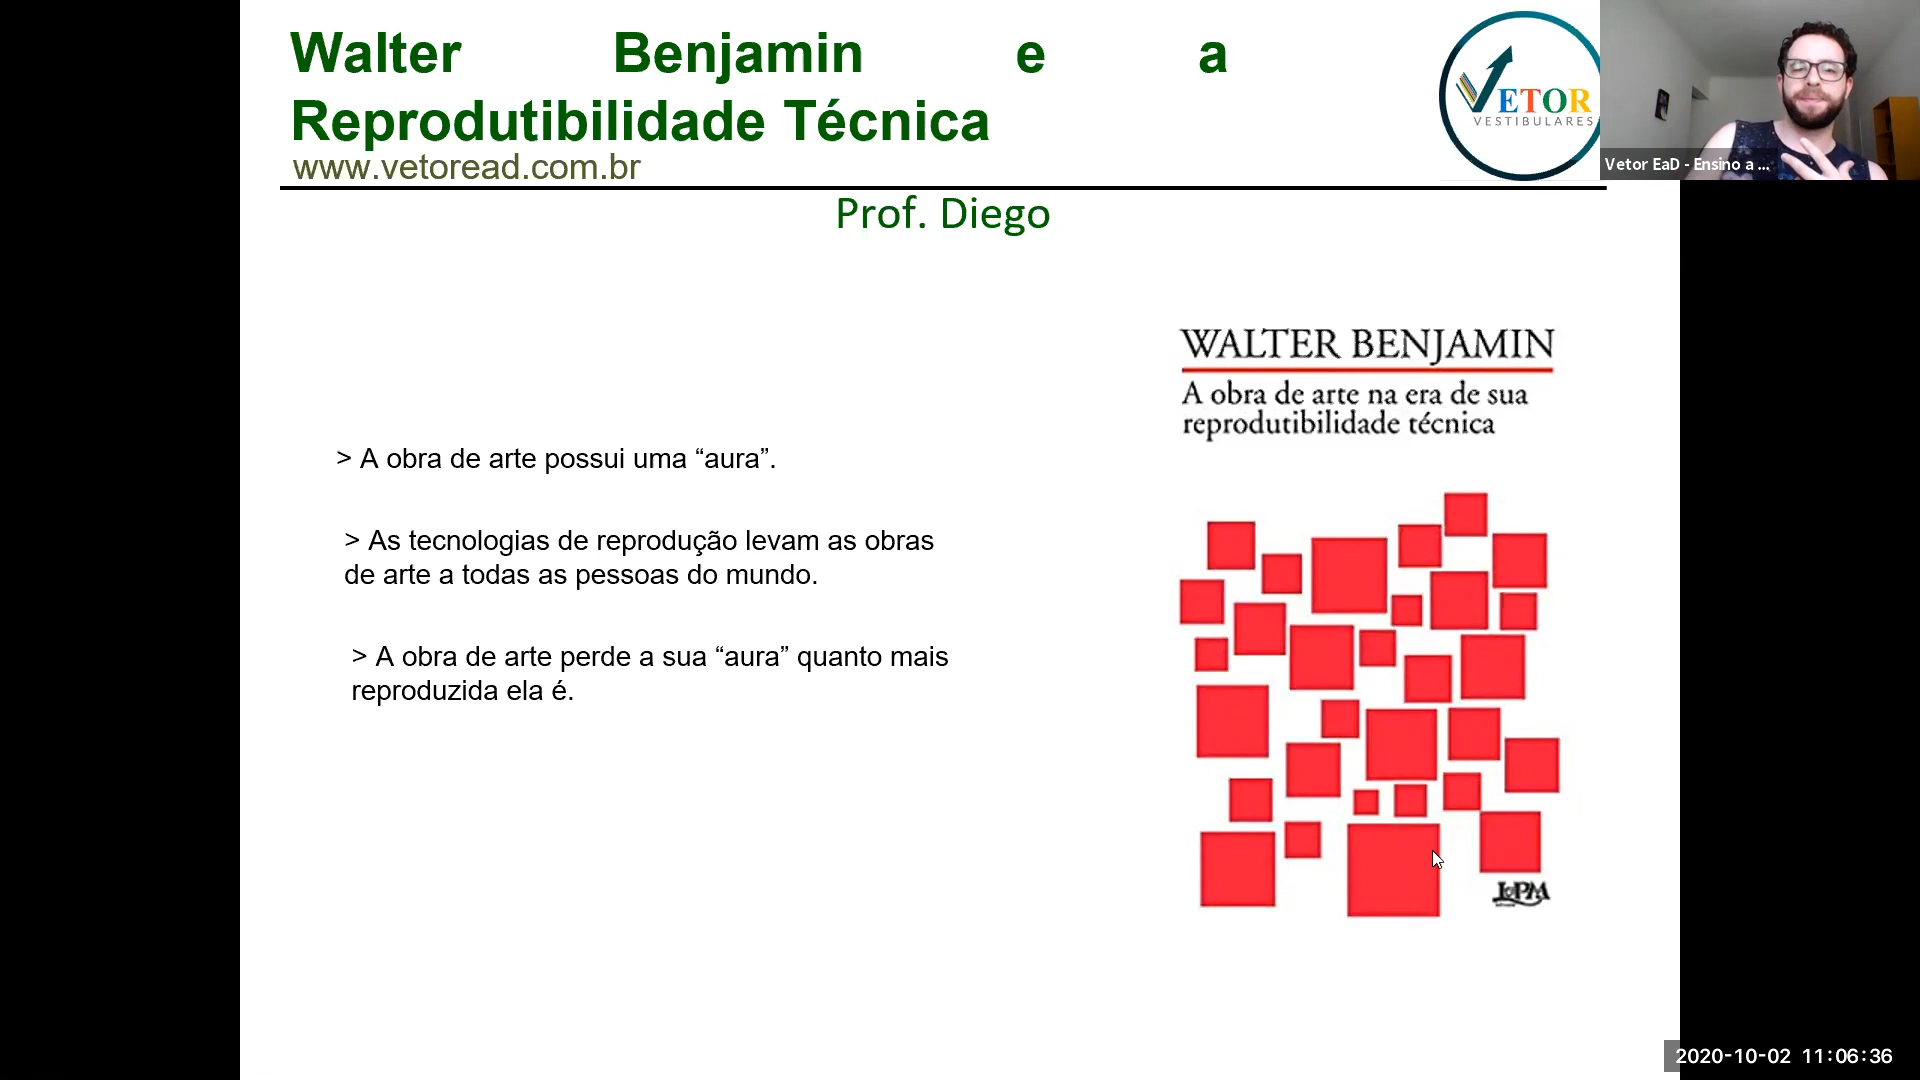 Walter Benjamin e a
Reprodutibilidade Técnica
www.vetoread.com.br
VETOR
VESTIBULARES
Vetor EaD - Ensino a ...
Prof. Diego
WALTER BENJAMIN
A obra de arte na era de sua
reprodutibilidade técnica
> A obra de arte possui uma “aura”.
> As tecnologias de reprodução levam as obras
de arte a todas as pessoas do mundo.
> A obra de arte perde a sua “aura” quanto mais
reproduzida ela é.
L&PM
2020-10-02 11:06:36